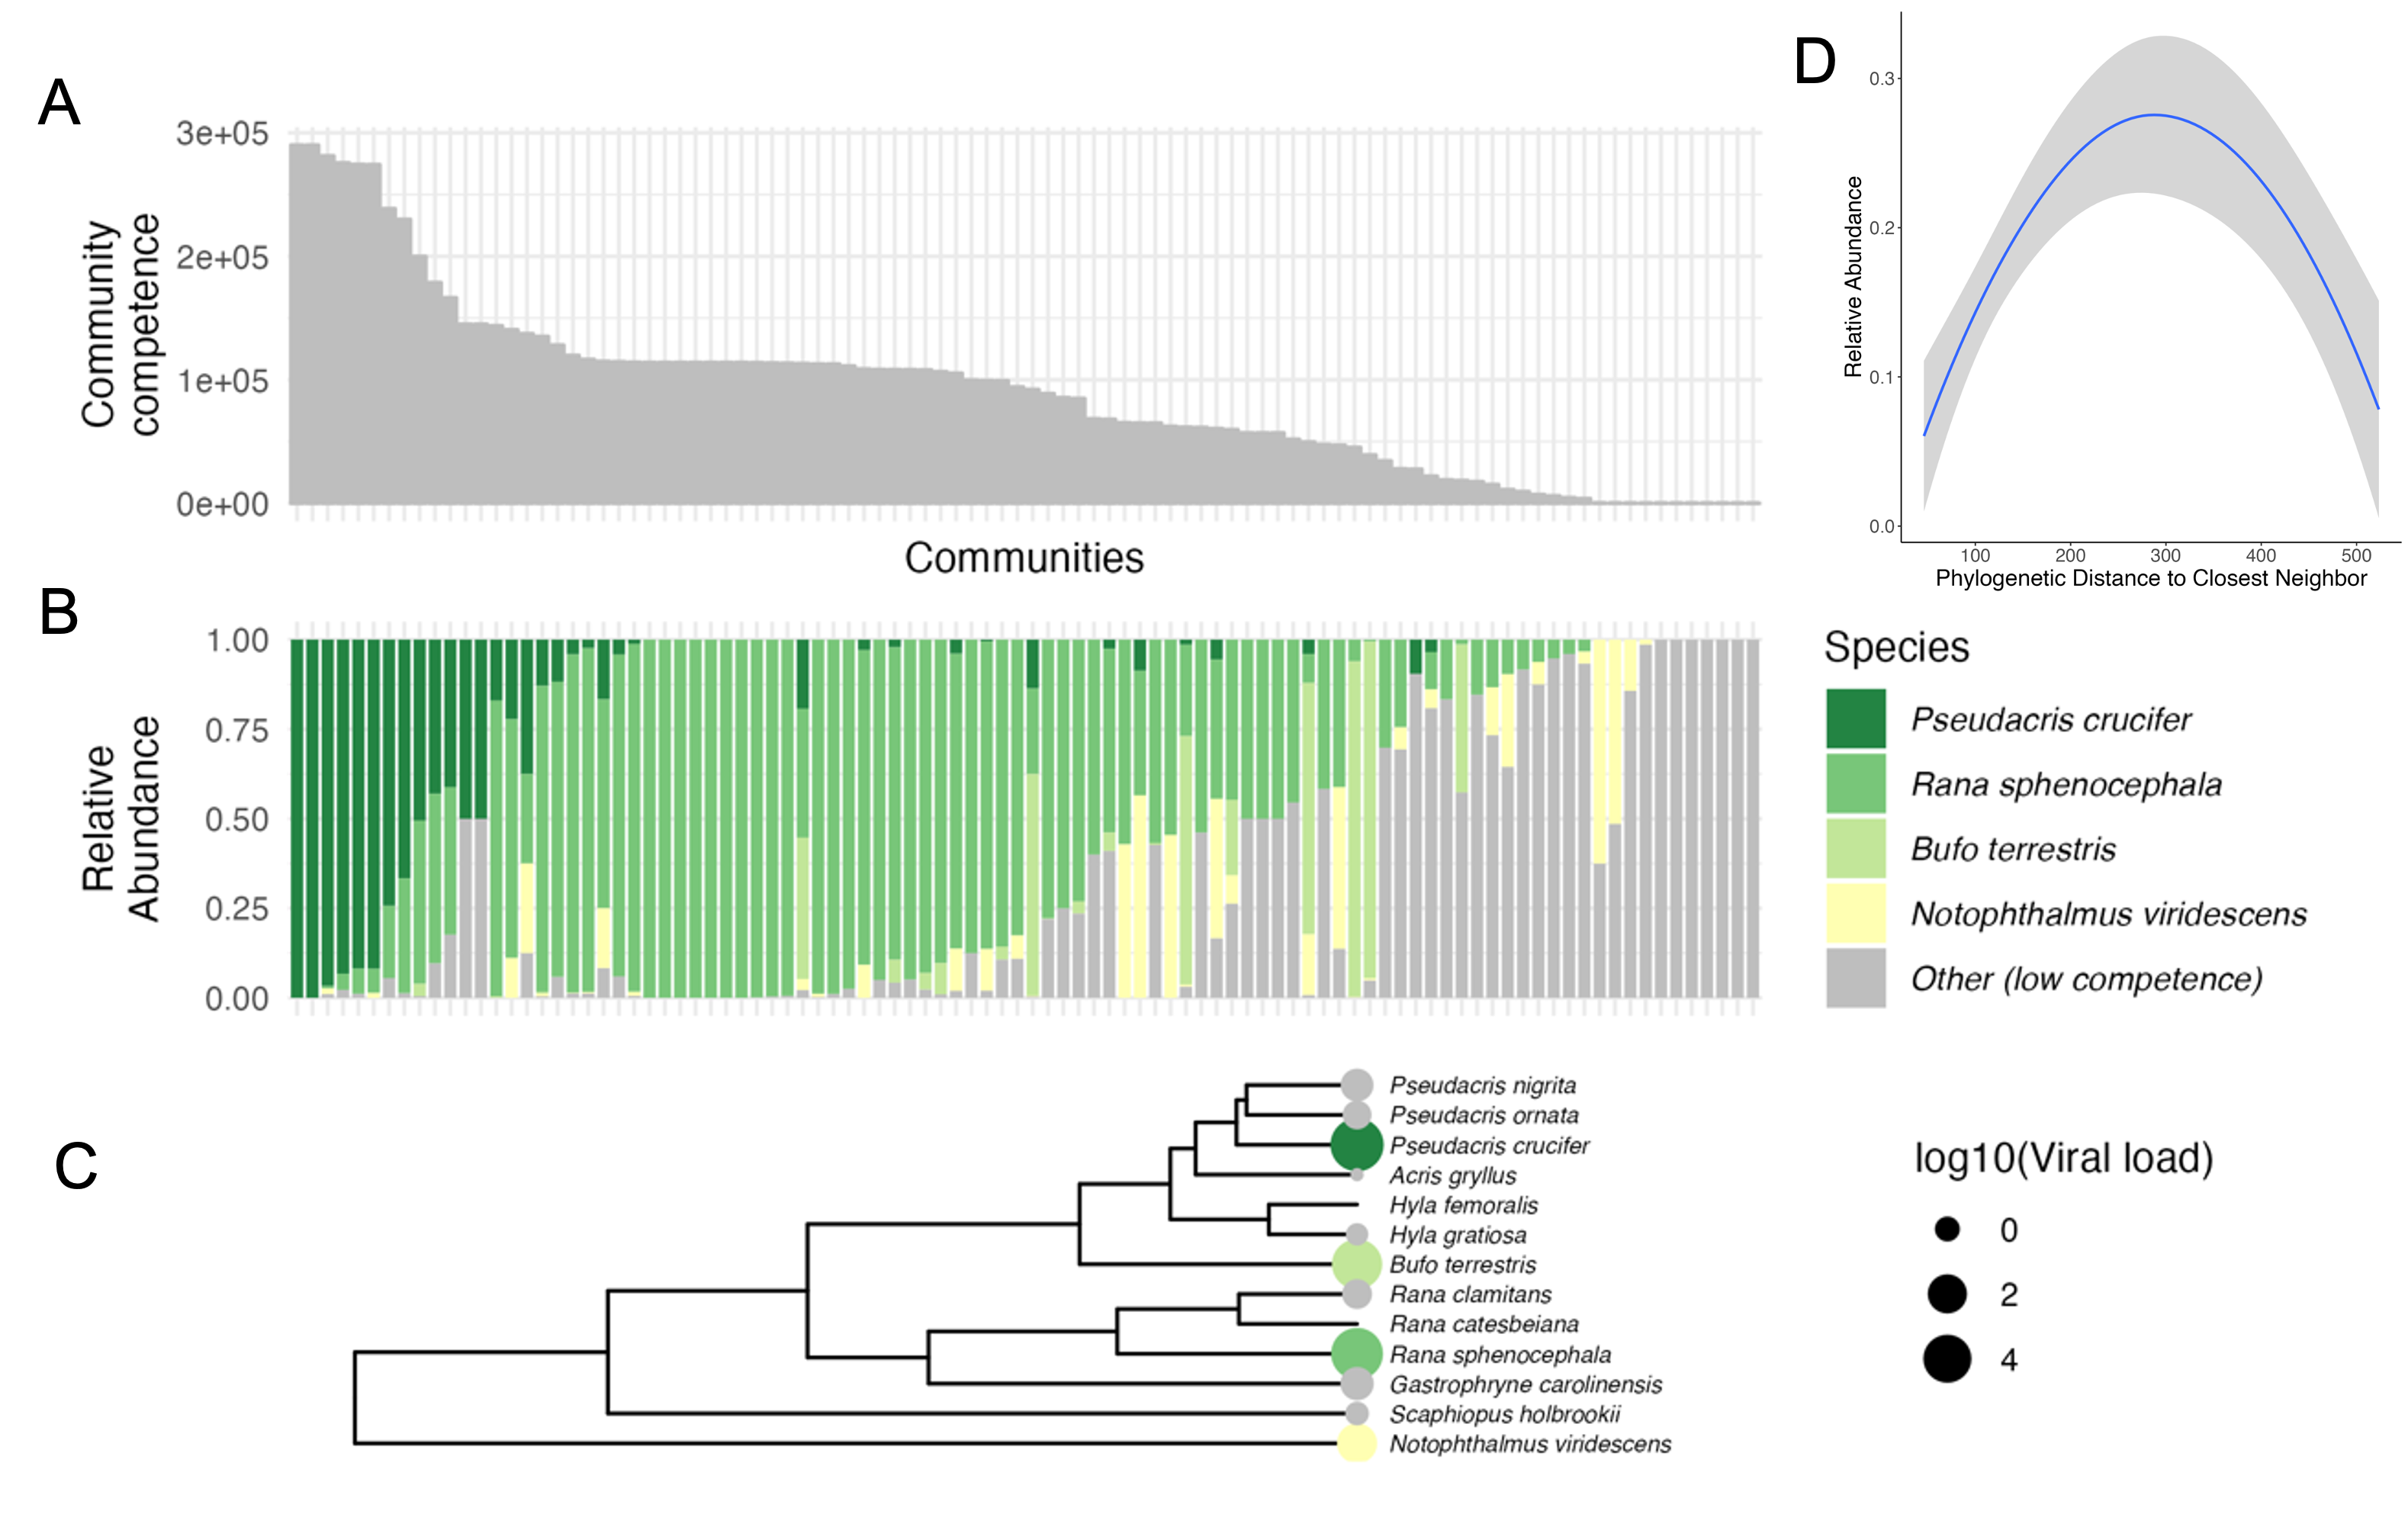 A
Community
competence
3e+05
2e+05
1e+05
0e+00
Communities
D
Relative Abundance
0.3
0.2
0.1
0.0
100 200 300 400 500
Phylogenetic Distance to Closest Neighbor
B
Relative
Abundance
1.00
0.75
0.50
0.25
0.00
Species
Pseudacris crucifer
Rana sphenocephala
Bufo terrestris
Notophthalmus viridescens
Other (low competence)
C
Pseudacris nigrita
Pseudacris ornata
Pseudacris crucifer
Acris gryllus
Hyla femoralis
Hyla gratiosa
Bufo terrestris
Rana clamitans
Rana catesbeiana
Rana sphenocephala
Gastrophryne carolinensis
Scaphiopus holbrookii
Notophthalmus viridescens
log10(Viral load)
0
2
4